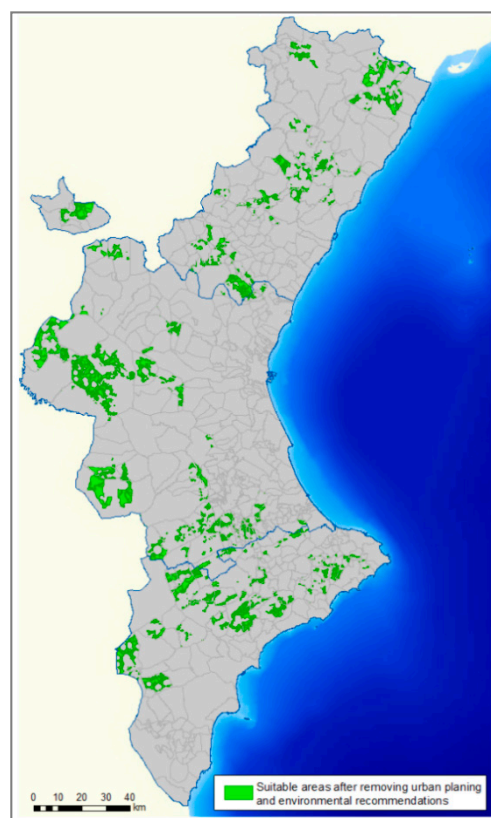 0 10 20 30 40
km
Suitable areas after removing urban planing
and environmental recommendations